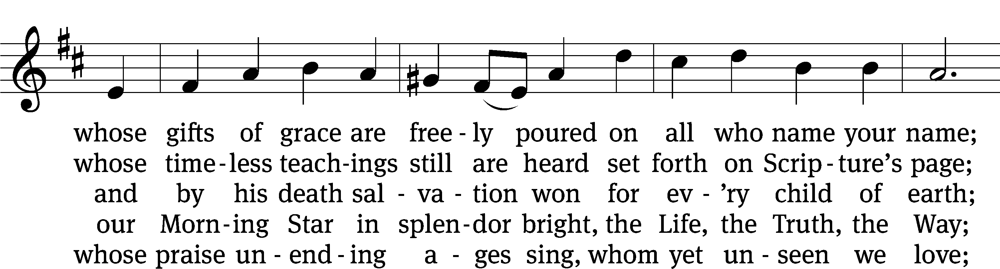 whose gifts of grace are free - ly poured on all who name your name;
whose time - less teach - ings still are heard set forth on Scrip - ture’s page;
and by his death sal - va - tion won for ev - ’ry child of earth;
our Morn - ing Star in splen - dor bright, the Life, the Truth, the Way;
whose praise un - end - ing a - ges sing, whom yet un - seen we love;